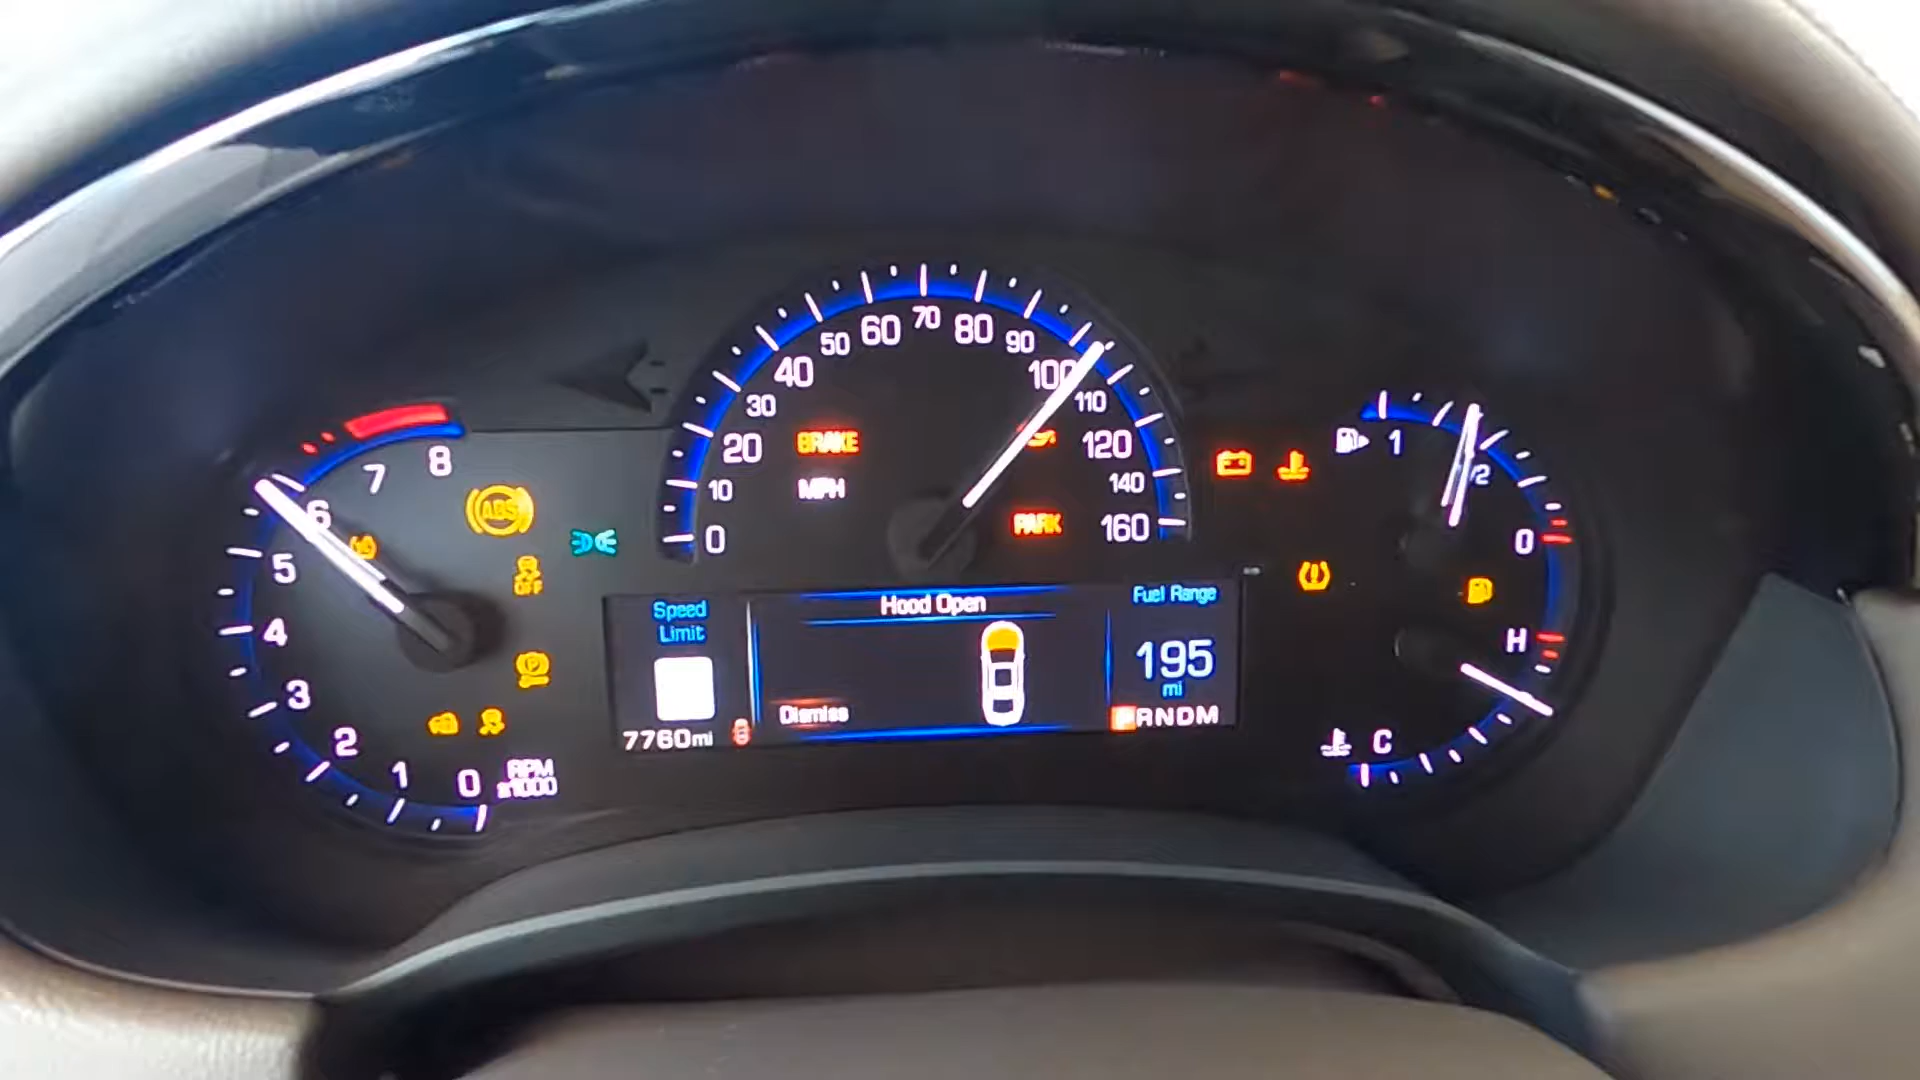 0
1
2
3
4
5
6
7
8
RPM
x1000
ABS
OFF
P
0
10
20
30
40
50
60
70
80
90
100
110
120
140
160
BRAKE
MPH
PARK
Speed
Limit
7760mi
Hood Open
Dismiss
Fuel Range
195
mi
PRNDM
1
1/2
0
H
C